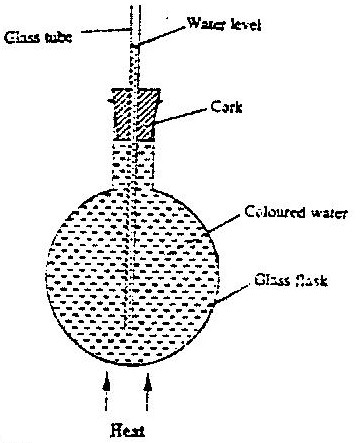 Glass tube
Water level
Cork
Coloured water
Glass flask
Heat